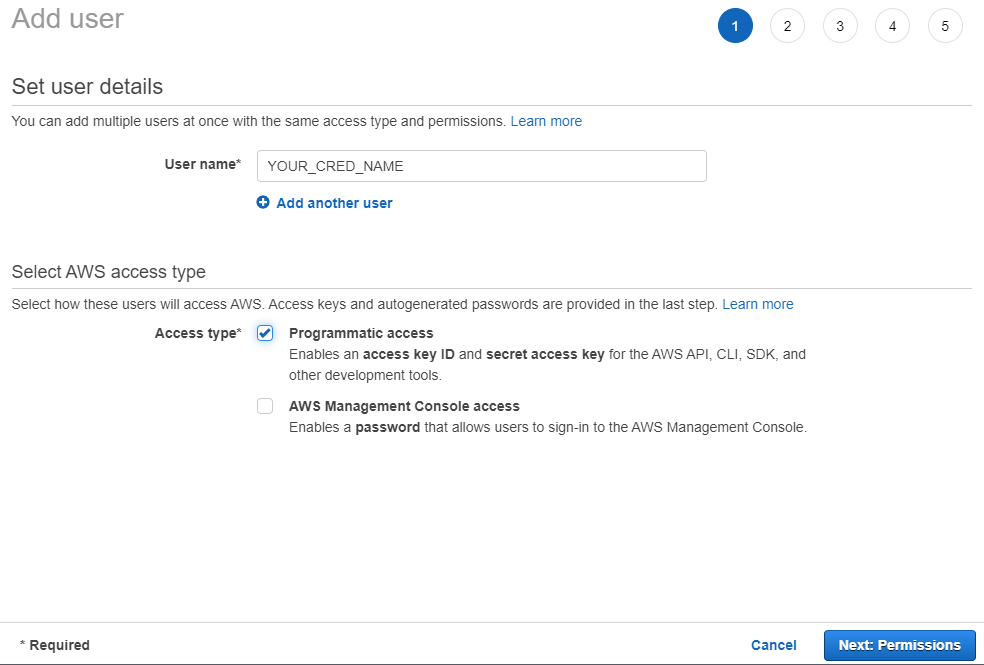 Add user
1 2 3 4 5
Set user details
You can add multiple users at once with the same access type and permissions. Learn more
User name* YOUR_CRED_NAME
Add another user
Select AWS access type
Select how these users will access AWS. Access keys and autogenerated passwords are provided in the last step. Learn more
Access type* Programmatic access
Enables an access key ID and secret access key for the AWS API, CLI, SDK, and
other development tools.
AWS Management Console access
Enables a password that allows users to sign-in to the AWS Management Console.
* Required Cancel Next: Permissions